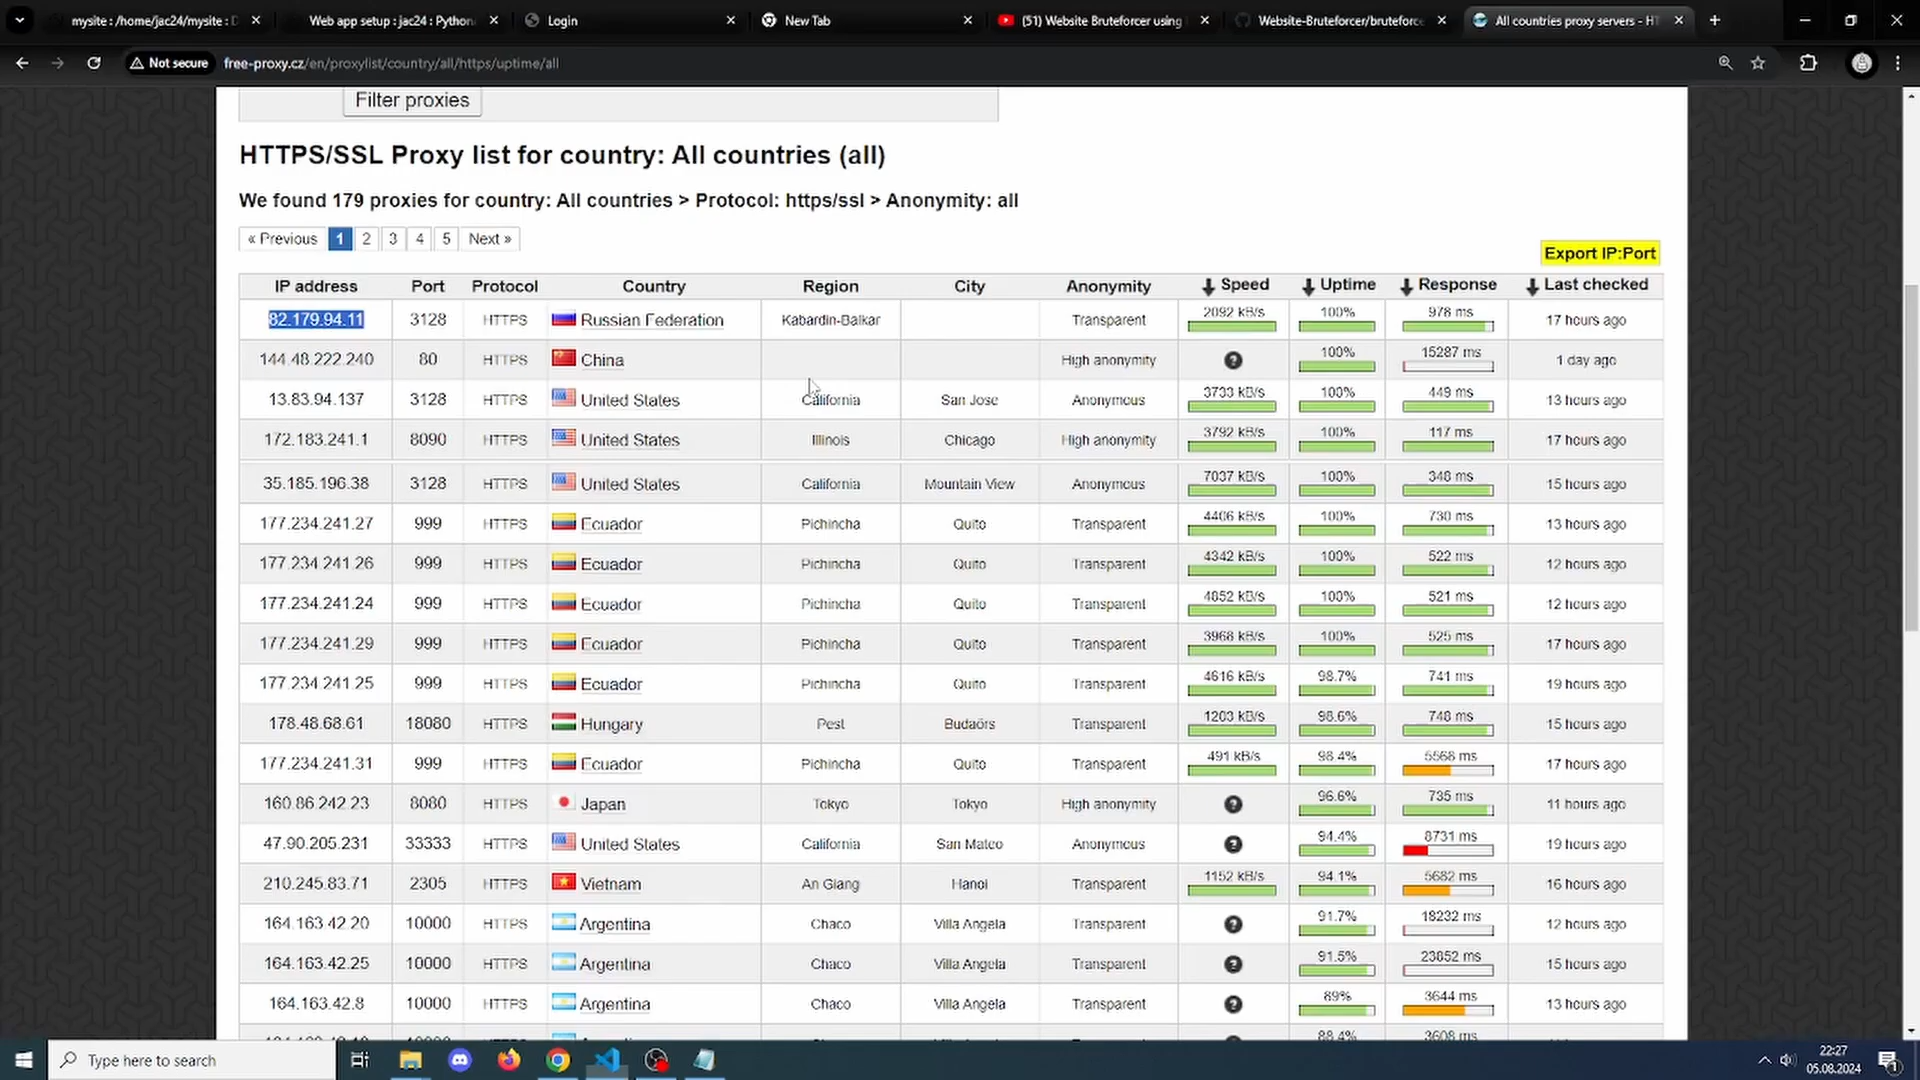 mysite : /home/jac24/mysite : D
Web app setup : jac24 : Python
Login
New Tab
(51) Website Bruteforcer using
Website-Bruteforcer/bruteforce
All countries proxy servers - HT
Not secure
free-proxy.cz/en/proxylist/country/all/https/uptime/all
Filter proxies
HTTPS/SSL Proxy list for country: All countries (all)
We found 179 proxies for country: All countries > Protocol: https/ssl > Anonymity: all
« Previous 1 2 3 4 5 Next »
Export IP:Port
IP address Port Protocol Country Region City Anonymity Speed Uptime Response Last checked
82.179.94.11 3128 HTTPS Russian Federation Kabardin-Balkar Transparent 2092 kB/s 100% 978 ms 17 hours ago
144.48.222.240 80 HTTPS China High anonymity ? 100% 15287 ms 1 day ago
13.83.94.137 3128 HTTPS United States California San Jose Anonymous 3733 kB/s 100% 449 ms 13 hours ago
172.183.241.1 8090 HTTPS United States Illinois Chicago High anonymity 3792 kB/s 100% 117 ms 17 hours ago
35.185.196.38 3128 HTTPS United States California Mountain View Anonymous 7037 kB/s 100% 348 ms 15 hours ago
177.234.241.27 999 HTTPS Ecuador Pichincha Quito Transparent 4406 kB/s 100% 730 ms 13 hours ago
177.234.241.26 999 HTTPS Ecuador Pichincha Quito Transparent 4342 kB/s 100% 522 ms 12 hours ago
177.234.241.24 999 HTTPS Ecuador Pichincha Quito Transparent 4852 kB/s 100% 521 ms 12 hours ago
177.234.241.29 999 HTTPS Ecuador Pichincha Quito Transparent 3968 kB/s 100% 525 ms 17 hours ago
177.234.241.25 999 HTTPS Ecuador Pichincha Quito Transparent 4616 kB/s 98.7% 741 ms 19 hours ago
178.48.68.61 18080 HTTPS Hungary Pest Budaörs Transparent 1203 kB/s 98.6% 748 ms 15 hours ago
177.234.241.31 999 HTTPS Ecuador Pichincha Quito Transparent 491 kB/s 98.4% 5568 ms 17 hours ago
160.86.242.23 8080 HTTPS Japan Tokyo Tokyo High anonymity ? 96.6% 735 ms 11 hours ago
47.90.205.231 33333 HTTPS United States California San Mateo Anonymous ? 94.4% 8731 ms 19 hours ago
210.245.83.71 2305 HTTPS Vietnam An Giang Hanoi Transparent 1152 kB/s 94.1% 5682 ms 16 hours ago
164.163.42.20 10000 HTTPS Argentina Chaco Villa Angela Transparent ? 91.7% 18232 ms 12 hours ago
164.163.42.25 10000 HTTPS Argentina Chaco Villa Angela Transparent ? 91.5% 23852 ms 15 hours ago
164.163.42.8 10000 HTTPS Argentina Chaco Villa Angela Transparent ? 89% 3644 ms 13 hours ago
88.4% 3608 ms
Type here to search
22:27
05.08.2024
1